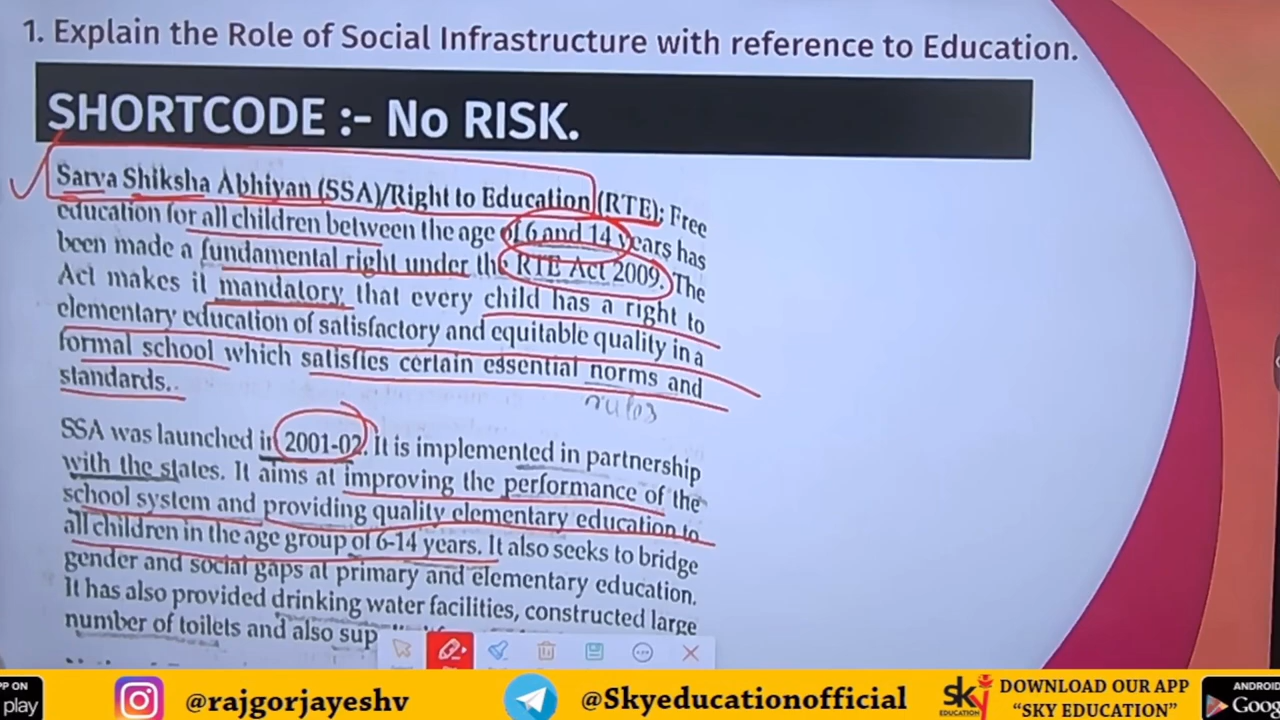 1. Explain the Role of Social Infrastructure with reference to Education.
SHORTCODE :- No RISK.
Sarva Shiksha Abhiyan (SSA)/Right to Education (RTE); Free
education for all children between the age of 6 and 14 years has
been made a fundamental right under the RTE Act 2009. The
Act makes it mandatory that every child has a right to
elementary education of satisfactory and equitable quality in a
formal school which satisfies certain essential norms and
rules
standards..
SSA was launched in 2001-02. It is implemented in partnership
with the states. It aims at improving the performance of the
school system and providing quality elementary education to
all children in the age group of 6-14 years. It also seeks to bridge
gender and social gaps at primary and elementary education.
It has also provided drinking water facilities, constructed large
number of toilets and also sup
PP ON
play
@rajgorjayeshv
@Skyeducationofficial
sky
EDUCATION
DOWNLOAD OUR APP
"SKY EDUCATION"
ANDROID
Goog